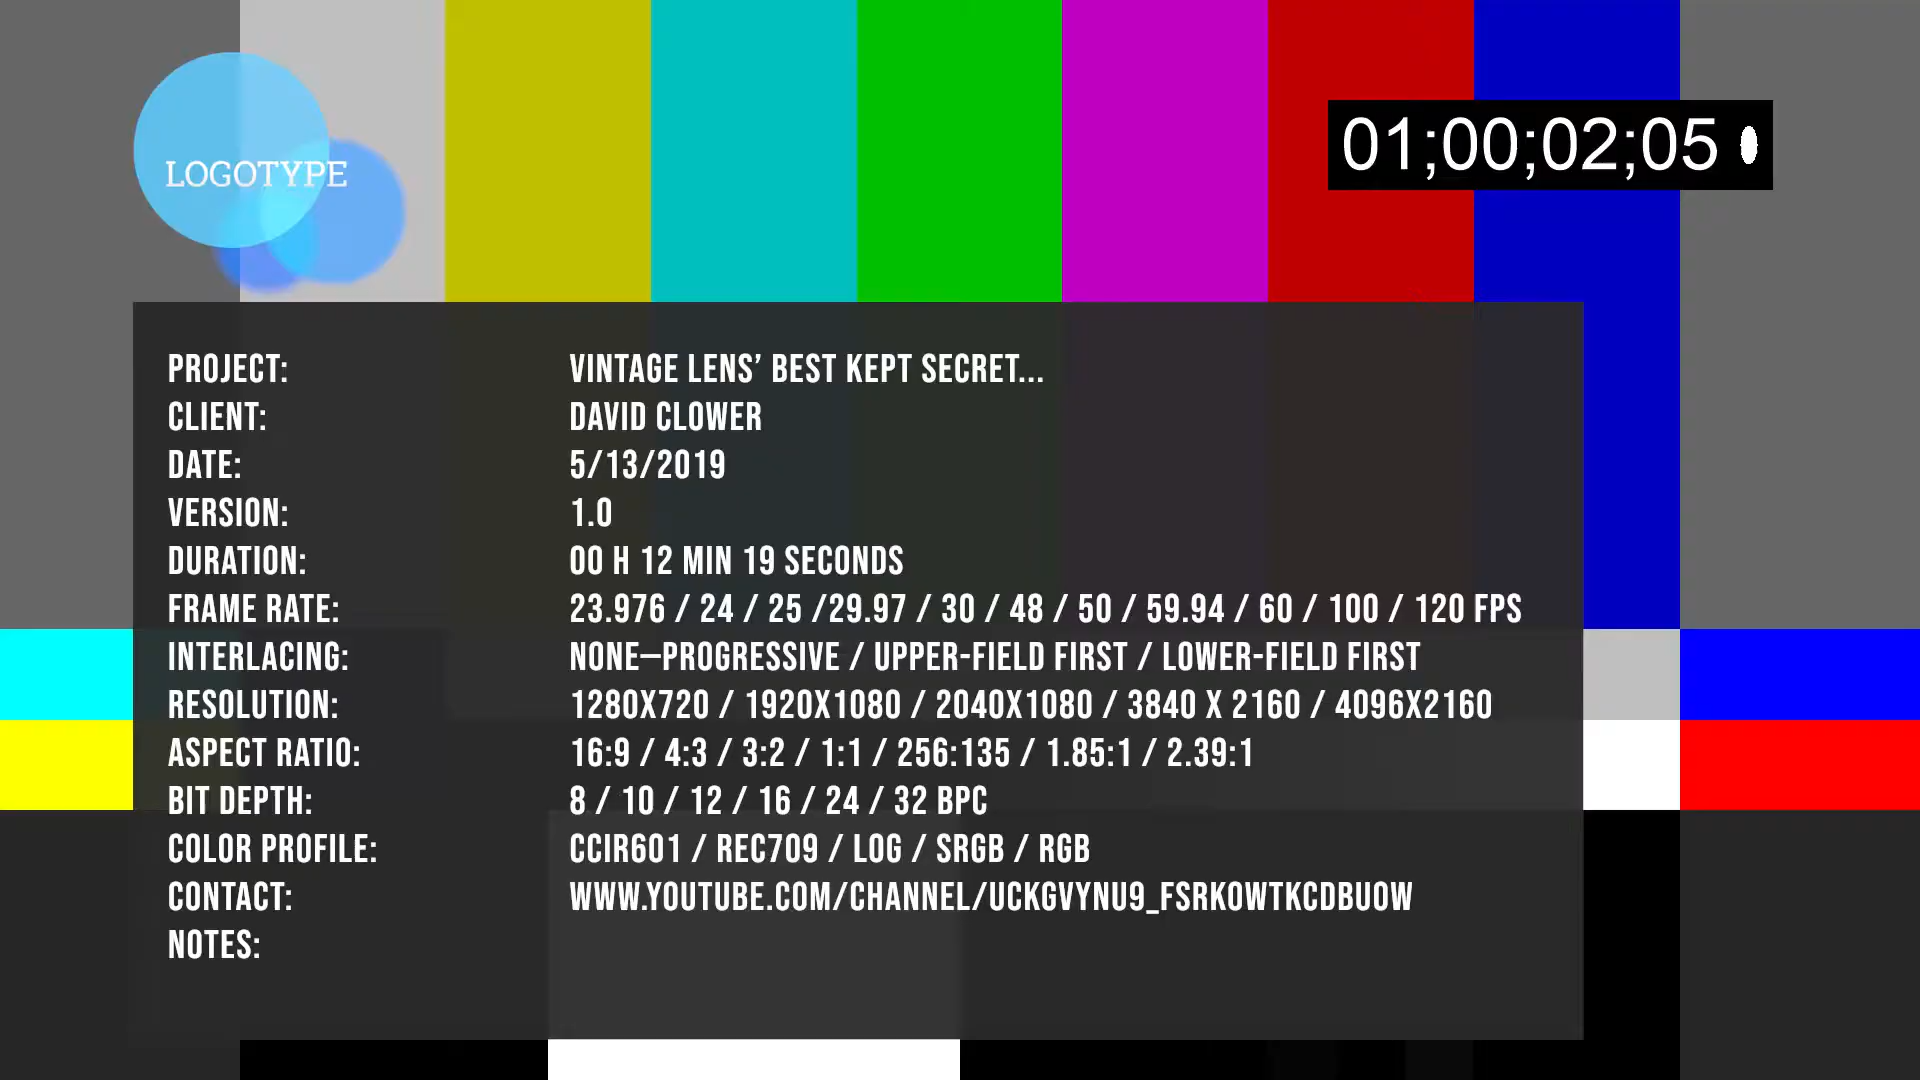 LOGOTYPE
01;00;02;05
PROJECT: VINTAGE LENS’ BEST KEPT SECRET...
CLIENT: DAVID CLOWER
DATE: 5/13/2019
VERSION: 1.0
DURATION: 00 H 12 MIN 19 SECONDS
FRAME RATE: 23.976 / 24 / 25 /29.97 / 30 / 48 / 50 / 59.94 / 60 / 100 / 120 FPS
INTERLACING: NONE—PROGRESSIVE / UPPER-FIELD FIRST / LOWER-FIELD FIRST
RESOLUTION: 1280X720 / 1920X1080 / 2040X1080 / 3840 X 2160 / 4096X2160
ASPECT RATIO: 16:9 / 4:3 / 3:2 / 1:1 / 256:135 / 1.85:1 / 2.39:1
BIT DEPTH: 8 / 10 / 12 / 16 / 24 / 32 BPC
COLOR PROFILE: CCIR601 / REC709 / LOG / SRGB / RGB
CONTACT: WWW.YOUTUBE.COM/CHANNEL/UCKGVYNU9_FSRKOWTKCDBUOW
NOTES: